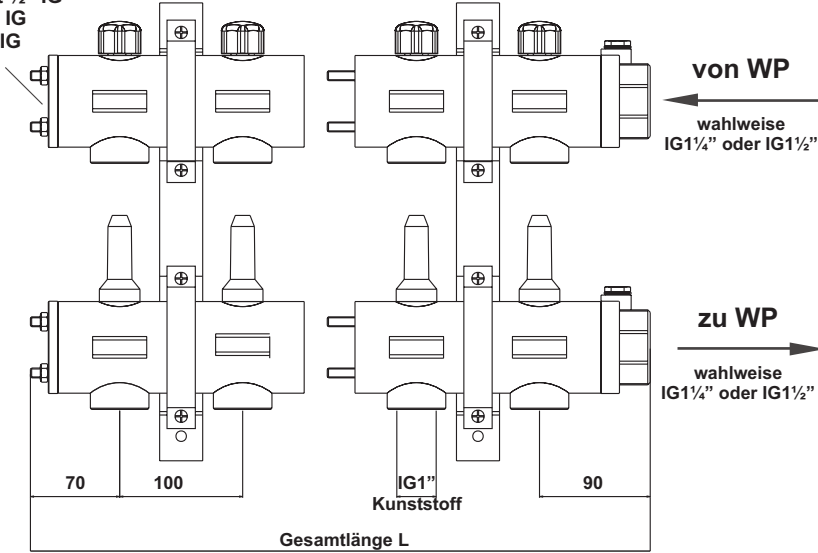 IG
IG
von WP
wahlweise
IG1¼” oder IG1½”
zu WP
wahlweise
IG1¼” oder IG1½”
70
100
IG1”
Kunststoff
90
Gesamtlänge L